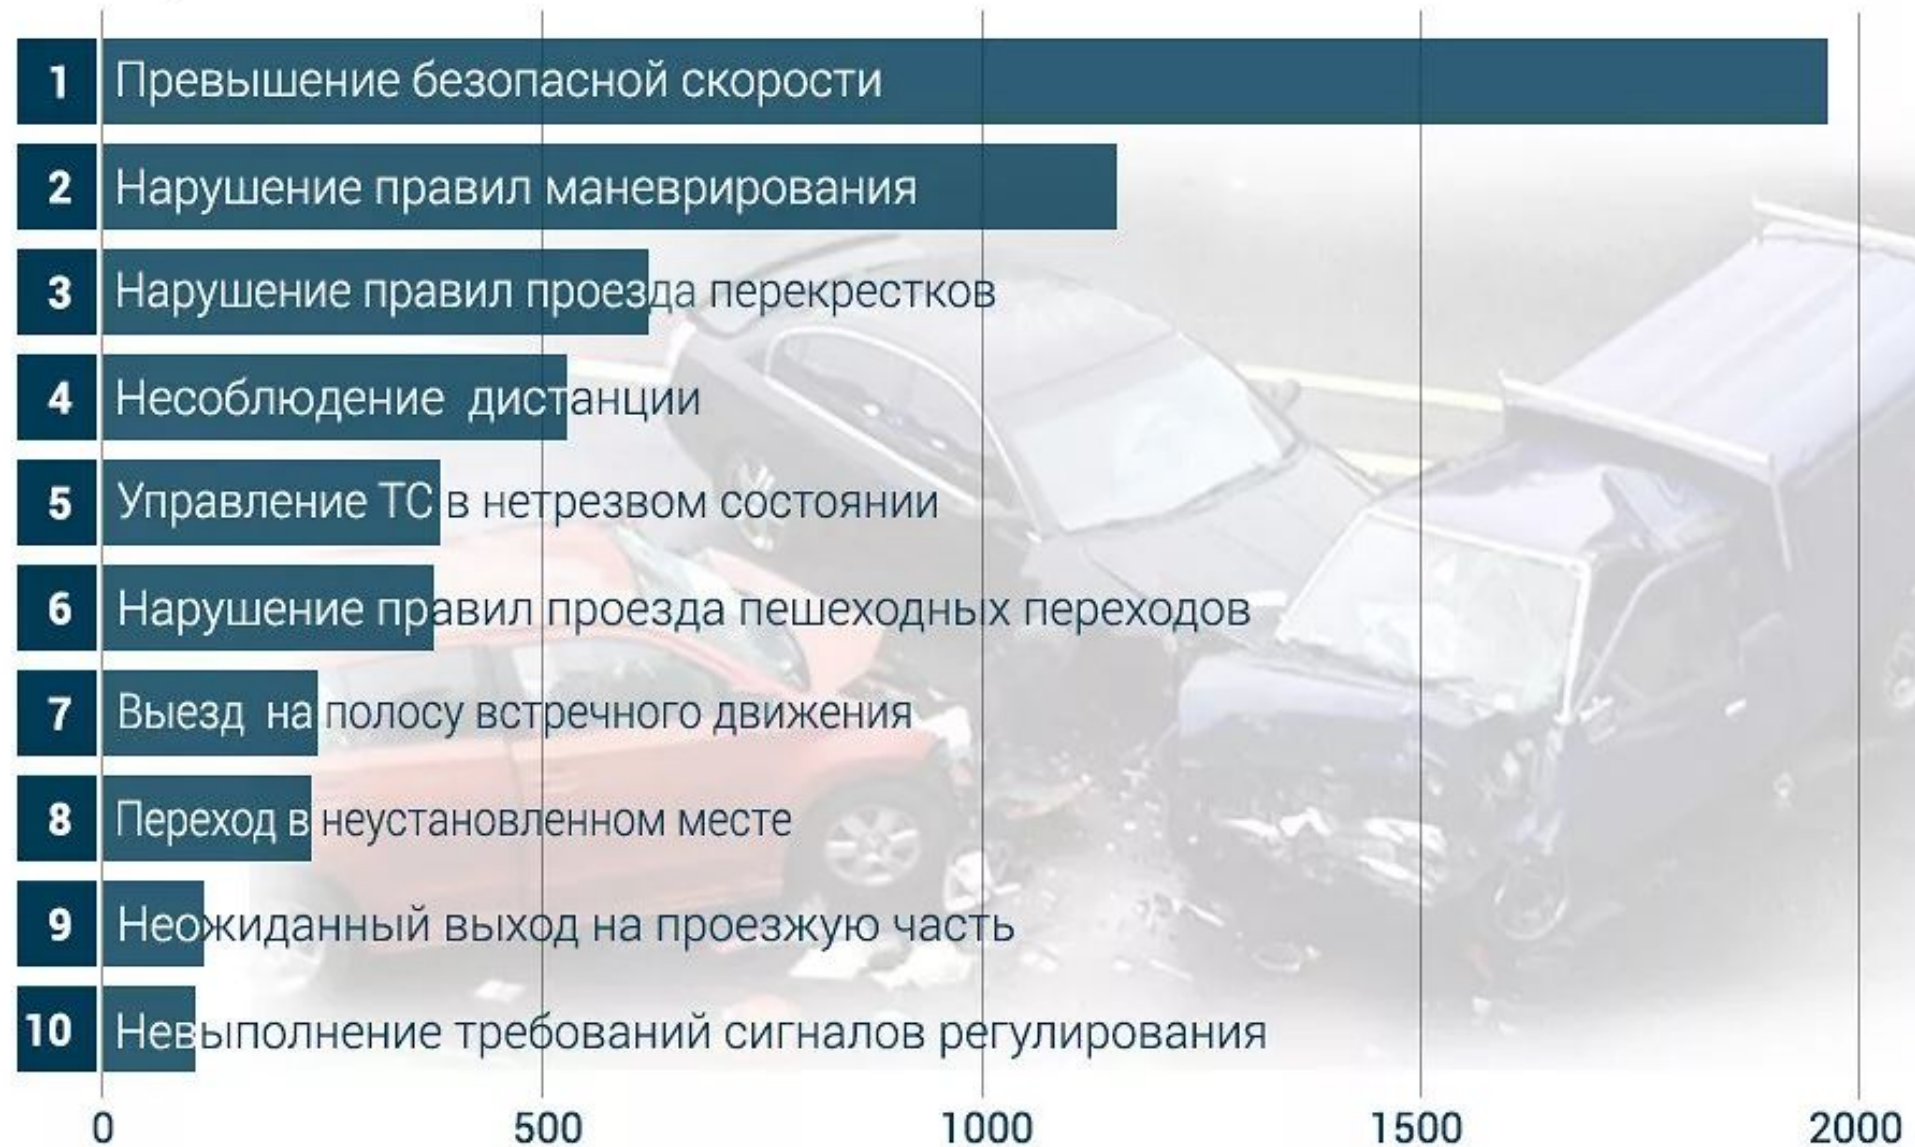 1 Превышение безопасной скорости
2 Нарушение правил маневрирования
3 Нарушение правил проезда перекрестков
4 Несоблюдение дистанции
5 Управление ТС в нетрезвом состоянии
6 Нарушение правил проезда пешеходных переходов
7 Выезд на полосу встречного движения
8 Переход в неустановленном месте
9 Неожиданный выход на проезжую часть
10 Невыполнение требований сигналов регулирования
0 500 1000 1500 2000